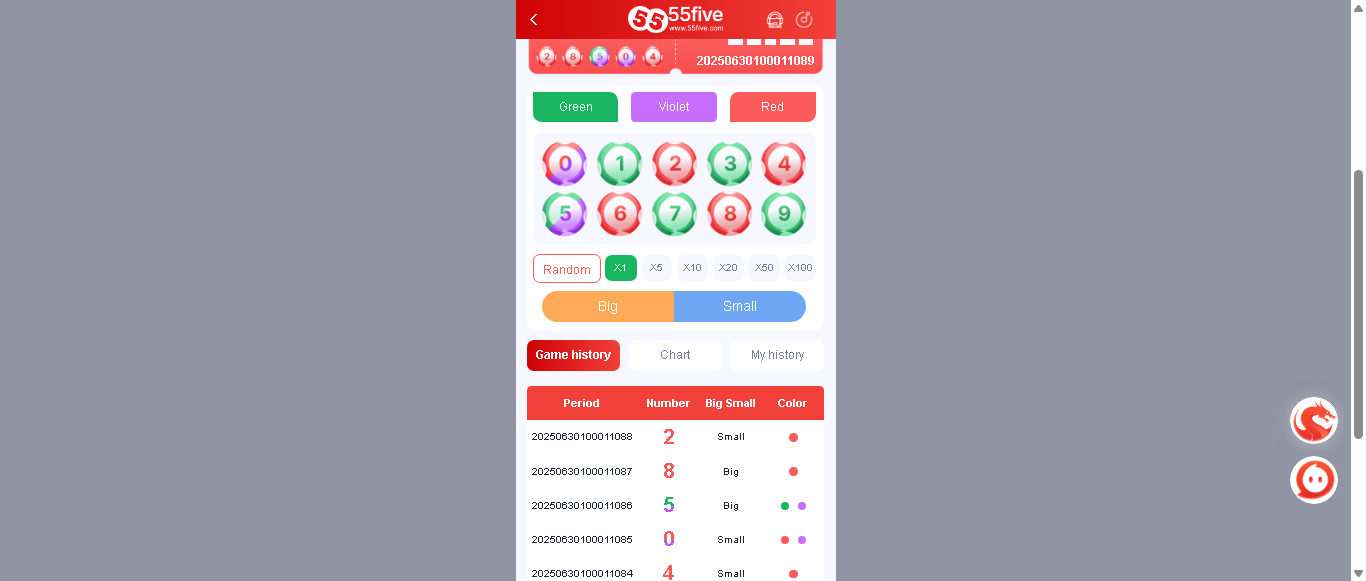 55 55five
www.55five.com
2 8 5 0 4
20250630100011089
Green Violet Red
0 1 2 3 4
5 6 7 8 9
Random X1 X5 X10 X20 X50 X100
Big Small
Game history Chart My history
Period Number Big Small Color
20250630100011088 2 Small
20250630100011087 8 Big
20250630100011086 5 Big
20250630100011085 0 Small
20250630100011084 4 Small